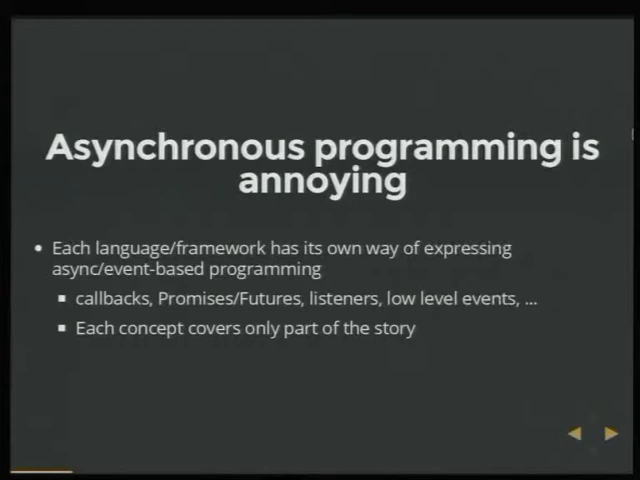 Asynchronous programming is
annoying
• Each language/framework has its own way of expressing
async/event-based programming
▪ callbacks, Promises/Futures, listeners, low level events, ...
▪ Each concept covers only part of the story